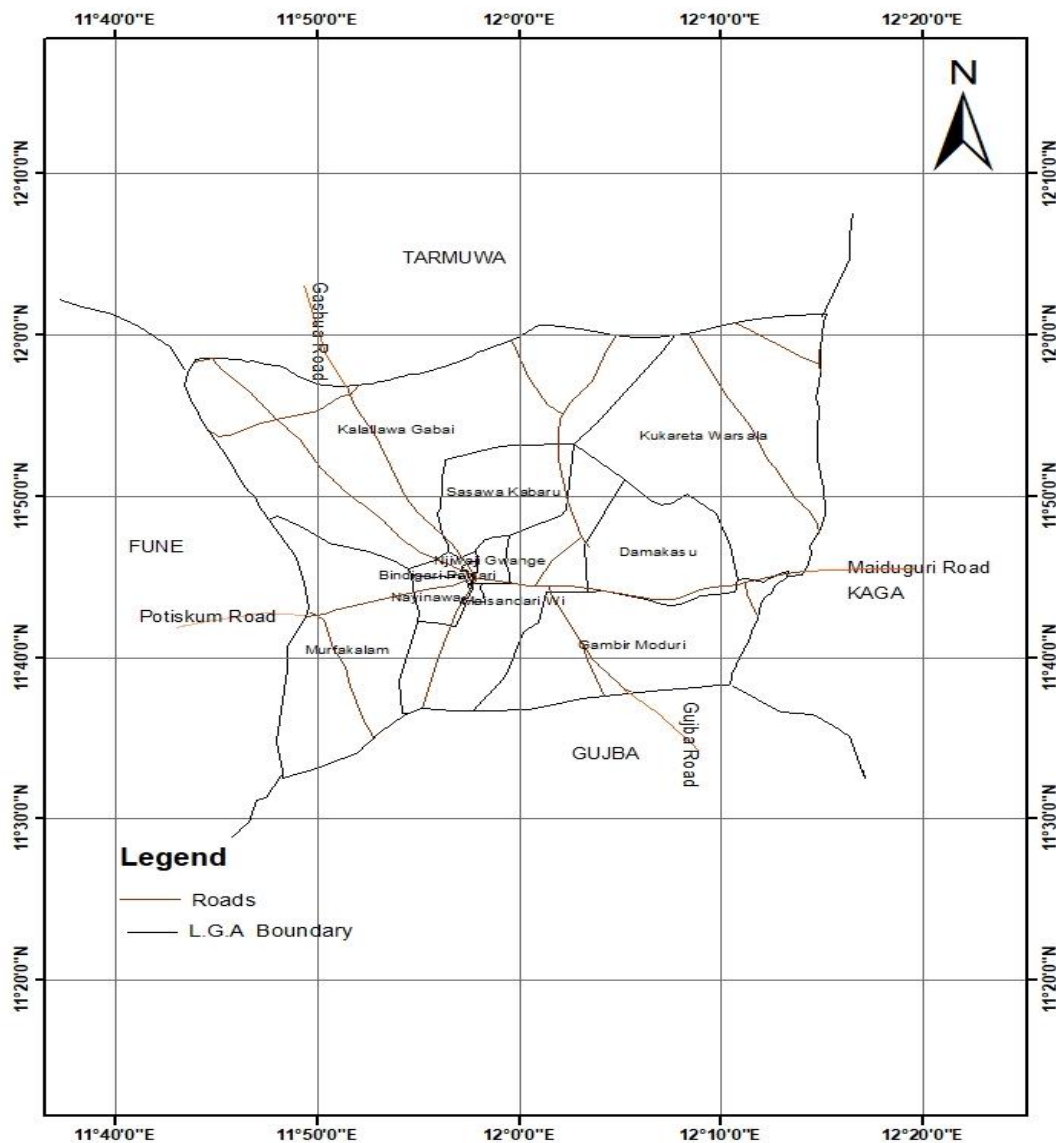 11°40'0"E 11°50'0"E 12°0'0"E 12°10'0"E 12°20'0"E
N
12°10'0"N 12°10'0"N
TARMUWA
Gashua Road
12°0'0"N 12°0'0"N
Kalallawa Gabai
Kukareta Warsala
Sasawa Kabaru
11°50'0"N 11°50'0"N
FUNE
Damakasu
Njiwaji Gwange
Bindigari Pawari
Maiduguri Road
Nayinawa
KAGA
Potiskum Road
Gambir Moduri
Murfakalam
11°40'0"N 11°40'0"N
Gujba Road
GUJBA
11°30'0"N 11°30'0"N
Legend
Roads
L.G.A Boundary
11°20'0"N 11°20'0"N
11°40'0"E 11°50'0"E 12°0'0"E 12°10'0"E 12°20'0"E